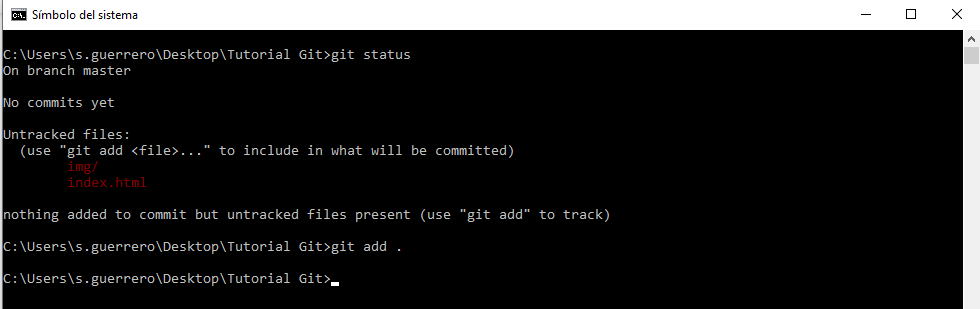 Símbolo del sistema
C:\Users\s.guerrero\Desktop\Tutorial Git>git status
On branch master
No commits yet
Untracked files:
  (use "git add <file>..." to include in what will be committed)
        img/
        index.html
nothing added to commit but untracked files present (use "git add" to track)
C:\Users\s.guerrero\Desktop\Tutorial Git>git add .
C:\Users\s.guerrero\Desktop\Tutorial Git>